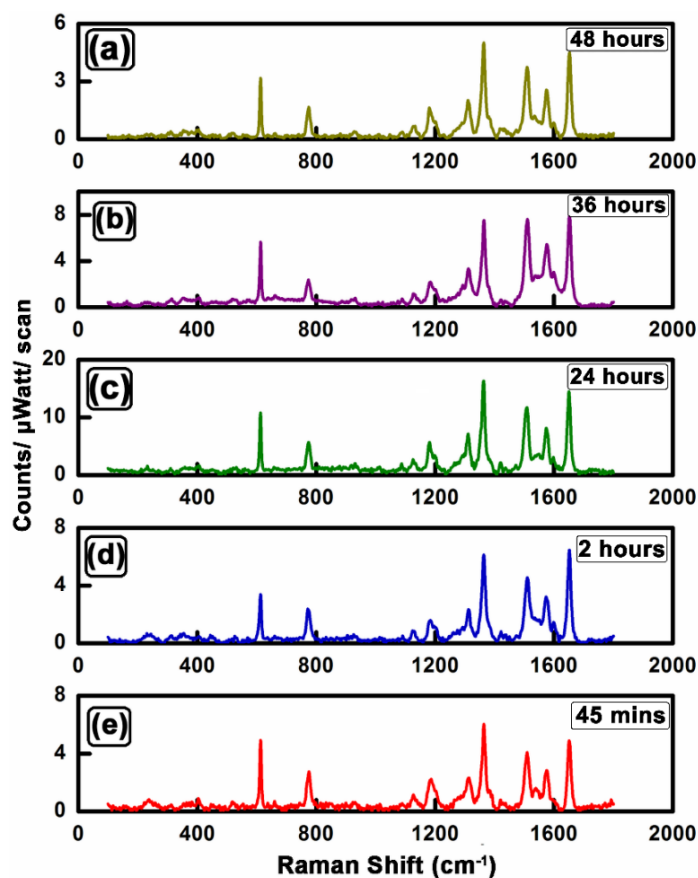 (a)
48 hours
6
3
0
0 400 800 1200 1600 2000
(b)
36 hours
8
4
0
0 400 800 1200 1600 2000
(c)
24 hours
20
10
0
0 400 800 1200 1600 2000
(d)
2 hours
8
4
0
0 400 800 1200 1600 2000
(e)
45 mins
8
4
0
0 400 800 1200 1600 2000
Counts/ µWatt/ scan
Raman Shift (cm⁻¹)